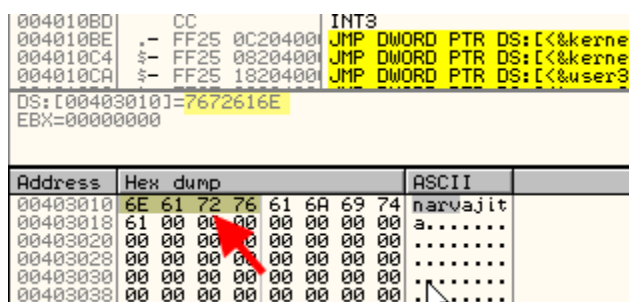 004010BD CC INT3
004010BE .- FF25 0C20400 JMP DWORD PTR DS:[<&kerne
004010C4 $- FF25 0820400 JMP DWORD PTR DS:[<&kerne
004010CA $- FF25 1820400 JMP DWORD PTR DS:[<&user3
DS:[00403010]=7672616E
EBX=00000000
Address Hex dump ASCII
00403010 6E 61 72 76 61 6A 69 74 narvajit
00403018 61 00 00 00 00 00 00 00 a.......
00403020 00 00 00 00 00 00 00 00 ........
00403028 00 00 00 00 00 00 00 00 ........
00403030 00 00 00 00 00 00 00 00 ........
00403038 00 00 00 00 00 00 00 00